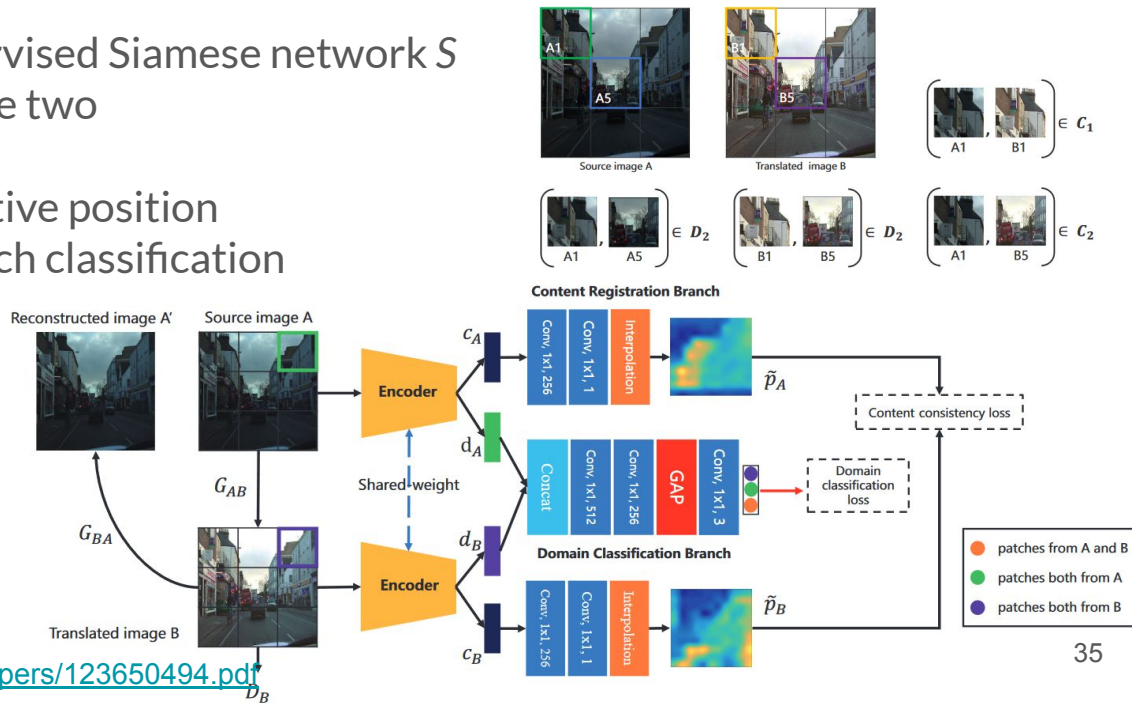 rvised Siamese network S
e two
tive position
ch classification
A1
A5
B1
B5
Source image A
Translated image B
( A1 , B1 ) ∈ C₁
( A1 , A5 ) ∈ D₂
( B1 , B5 ) ∈ D₂
( A1 , B5 ) ∈ C₂
Content Registration Branch
Reconstructed image A'
Source image A
c_A
Conv, 1x1, 256
Conv, 1x1, 1
Interpolation
p̃_A
Encoder
Content consistency loss
d_A
G_AB
Shared-weight
Concat
Conv, 1x1, 512
Conv, 1x1, 256
GAP
Conv, 1x1, 3
Domain
classification
loss
G_BA
d_B
Domain Classification Branch
Encoder
patches from A and B
patches both from A
patches both from B
Translated image B
c_B
Conv, 1x1, 256
Conv, 1x1, 1
Interpolation
p̃_B
35
pers/123650494.pdf
D_B